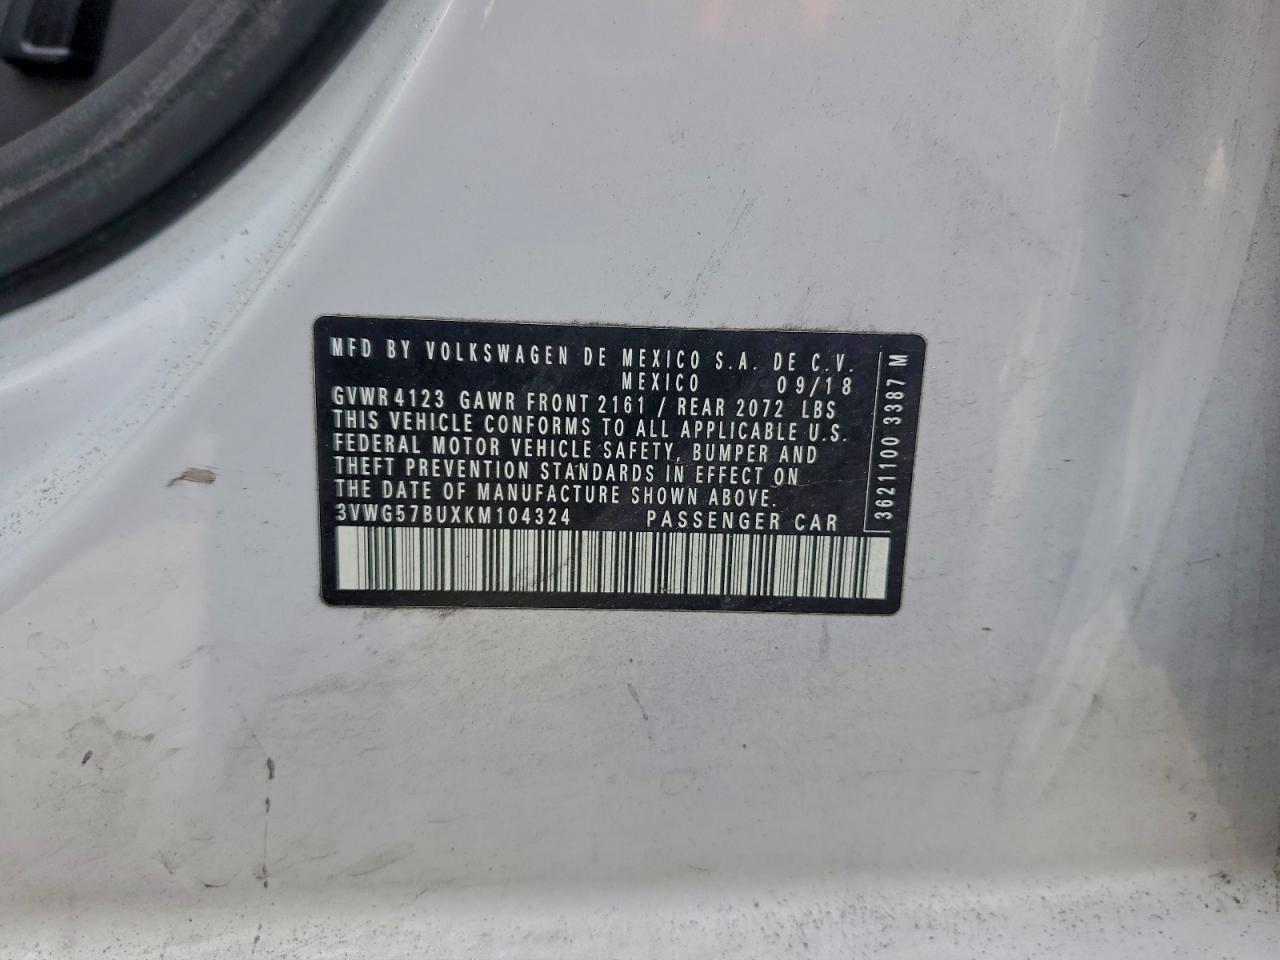 MFD BY VOLKSWAGEN DE MEXICO S.A. DE C.V.
MEXICO 09/18
GVWR 4123 GAWR FRONT 2161 / REAR 2072 LBS
THIS VEHICLE CONFORMS TO ALL APPLICABLE U.S.
FEDERAL MOTOR VEHICLE SAFETY, BUMPER AND
THEFT PREVENTION STANDARDS IN EFFECT ON
THE DATE OF MANUFACTURE SHOWN ABOVE.
3VWG57BUXKM104324 PASSENGER CAR
3621100 3387 M